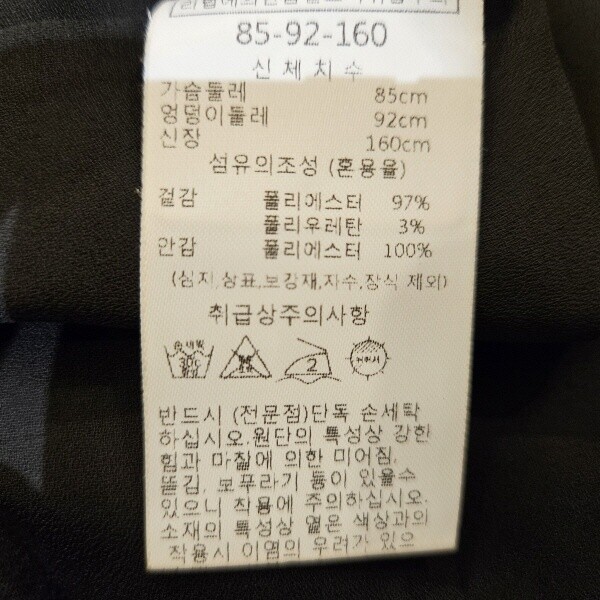 85-92-160
신체치수
가슴둘레 85cm
엉덩이둘레 92cm
신장 160cm
섬유의조성 (혼용율)
겉감 폴리에스터 97%
폴리우레탄 3%
안감 폴리에스터 100%
(심지,상표,보강재,자수,장식 제외)
취급상주의사항
손세탁
30℃
중성
2
반드시 (전문점)단독 손세탁
하십시오.원단의 특성상 강한
힘과 마찰에 의한 미어짐,
뜯김, 보푸라기 등이 있을수
있으니 착용에 주의하십시오.
소재의 특성상 옅은 색상과의
착용시 이염의 우려가 있으